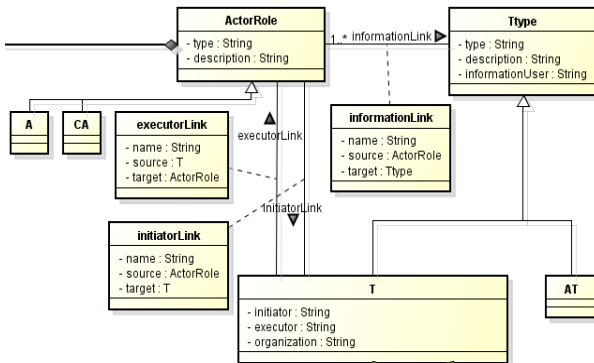 ActorRole
- type : String
- description : String
1..* informationLink
Ttype
- type : String
- description : String
- informationUser : String
A
CA
executorLink
- name : String
- source : T
- target : ActorRole
executorLink
informationLink
- name : String
- source : ActorRole
- target : Ttype
initiatorLink
initiatorLink
- name : String
- source : ActorRole
- target : T
T
- initiator : String
- executor : String
- organization : String
AT